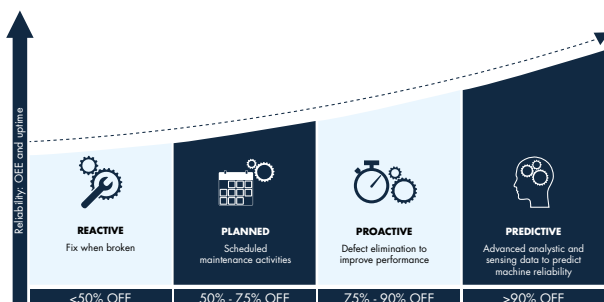 Reliability: OEE and uptime
REACTIVE
Fix when broken
PLANNED
Scheduled
maintenance activities
PROACTIVE
Defect elimination to
improve performance
PREDICTIVE
Advanced analystic and
sensing data to predict
machine reliability
<50% OEE
50% - 75% OEE
75% - 90% OEE
>90% OEE